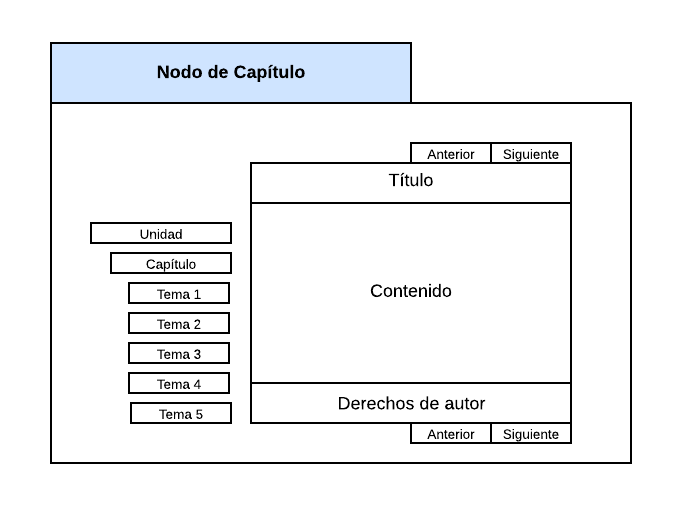 Nodo de Capítulo
Anterior
Siguiente
Título
Unidad
Capítulo
Tema 1
Tema 2
Tema 3
Tema 4
Tema 5
Contenido
Derechos de autor
Anterior
Siguiente